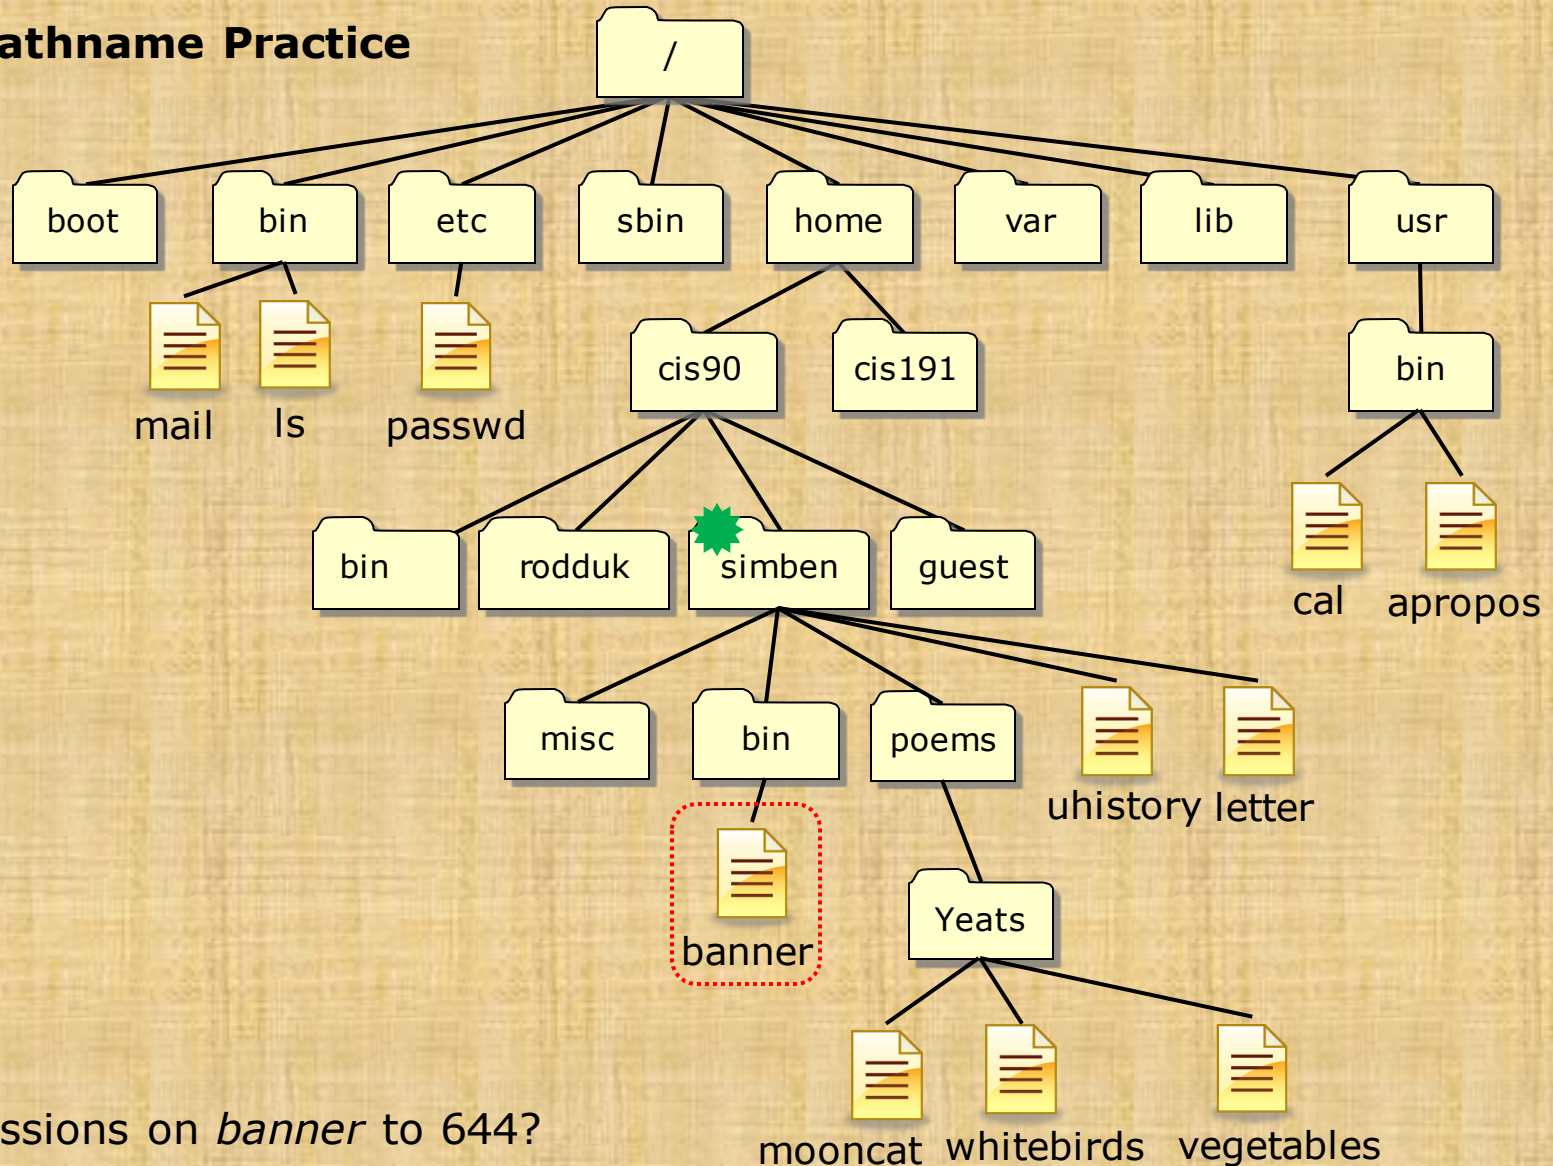 athname Practice
/
boot bin etc sbin home var lib usr
mail ls passwd
cis90 cis191 bin
bin rodduk simben guest
cal apropos
misc bin poems
uhistory letter
banner
Yeats
mooncat whitebirds vegetables
ssions on banner to 644?